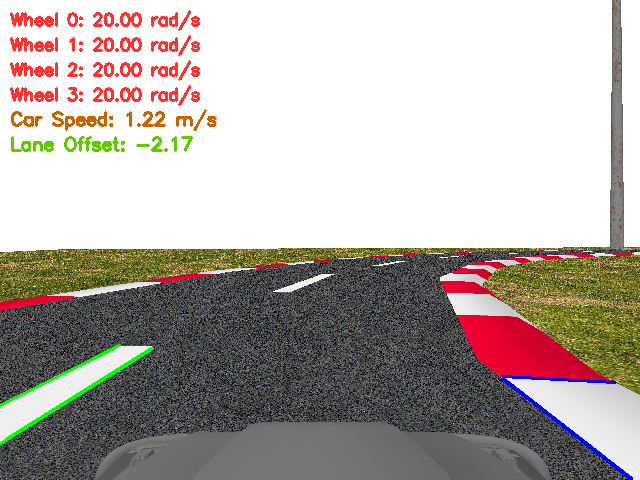 Wheel 0: 20.00 rad/s
Wheel 1: 20.00 rad/s
Wheel 2: 20.00 rad/s
Wheel 3: 20.00 rad/s
Car Speed: 1.22 m/s
Lane Offset: -2.17